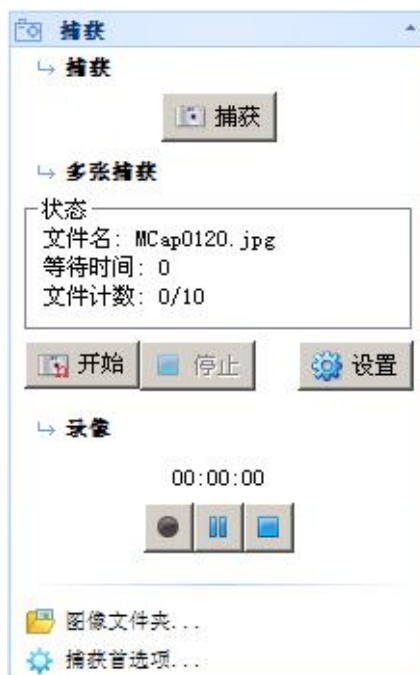 捕获
捕获
捕获
多张捕获
状态
文件名: MCap0120.jpg
等待时间: 0
文件计数: 0/10
开始 停止 设置
录像
00:00:00
图像文件夹...
捕获首选项...